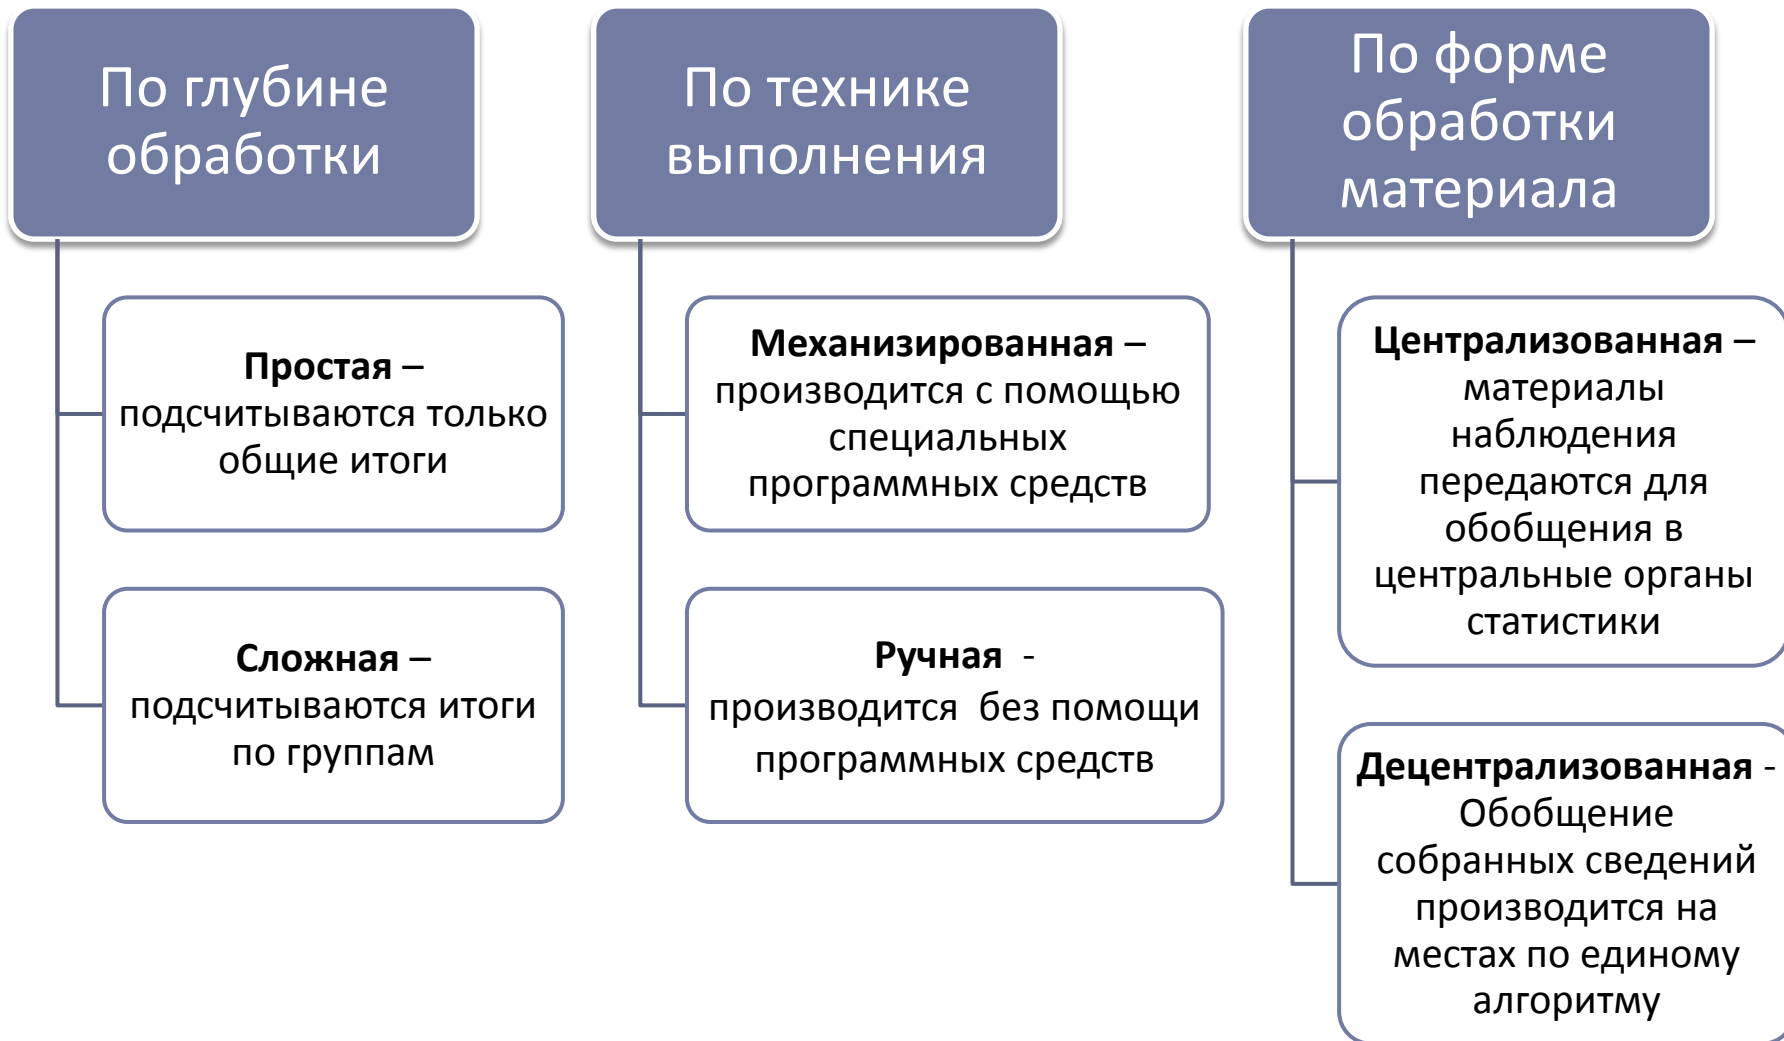 По глубине
обработки
Простая –
подсчитываются только
общие итоги
Сложная –
подсчитываются итоги
по группам
По технике
выполнения
Механизированная –
производится с помощью
специальных
программных средств
Ручная -
производится без помощи
программных средств
По форме
обработки
материала
Централизованная –
материалы
наблюдения
передаются для
обобщения в
центральные органы
статистики
Децентрализованная -
Обобщение
собранных сведений
производится на
местах по единому
алгоритму